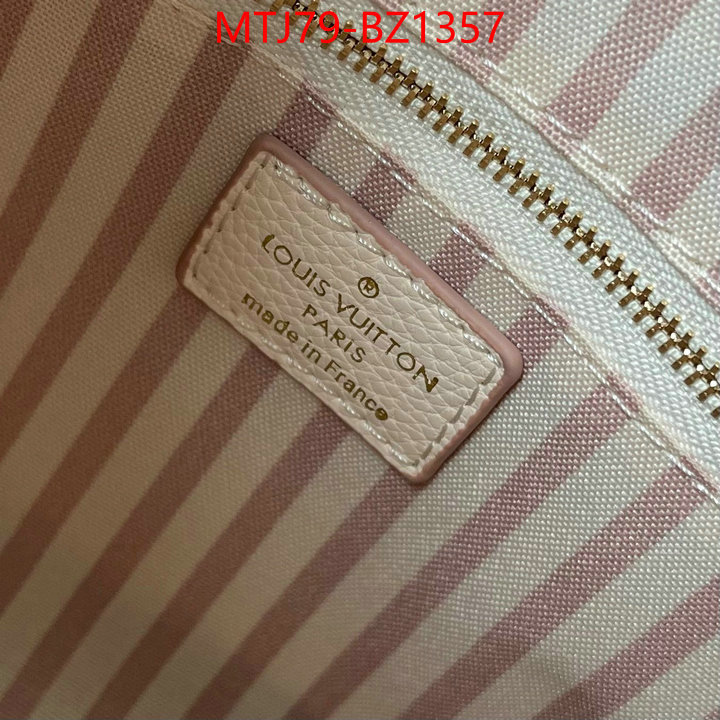 MTJ79-BZ1357
®
LOUIS VUITTON
PARIS
made in France